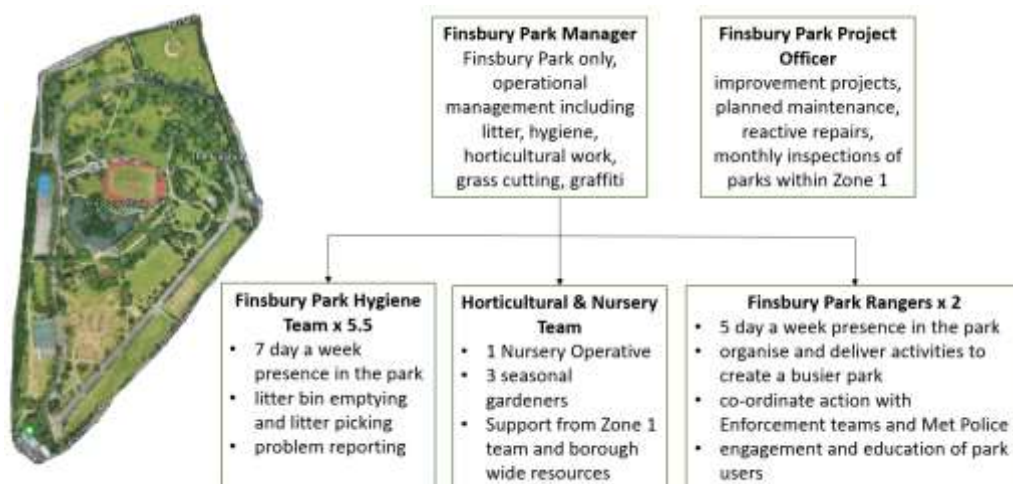 Finsbury Park Manager
Finsbury Park only,
operational
management including
litter, hygiene,
horticultural work,
grass cutting, graffiti
Finsbury Park Project
Officer
improvement projects,
planned maintenance,
reactive repairs,
monthly inspections of
parks within Zone 1
Finsbury Park Hygiene
Team x 5.5
• 7 day a week
presence in the park
• litter bin emptying
and litter picking
• problem reporting
Horticultural & Nursery
Team
• 1 Nursery Operative
• 3 seasonal
gardeners
• Support from Zone 1
team and borough
wide resources
Finsbury Park Rangers x 2
• 5 day a week presence in the park
• organise and deliver activities to
create a busier park
• co-ordinate action with
Enforcement teams and Met Police
• engagement and education of park
users